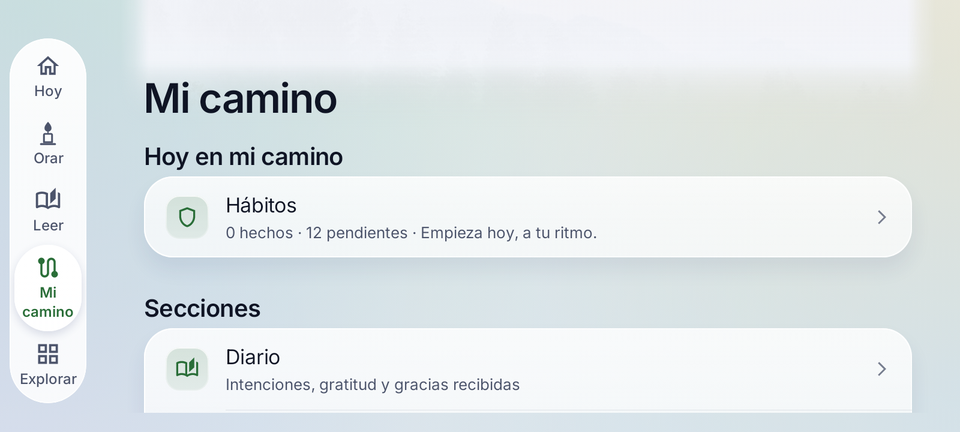 Hoy
Orar
Leer
Mi
camino
Explorar
Mi camino
Hoy en mi camino
Hábitos
0 hechos · 12 pendientes · Empieza hoy, a tu ritmo.
Secciones
Diario
Intenciones, gratitud y gracias recibidas